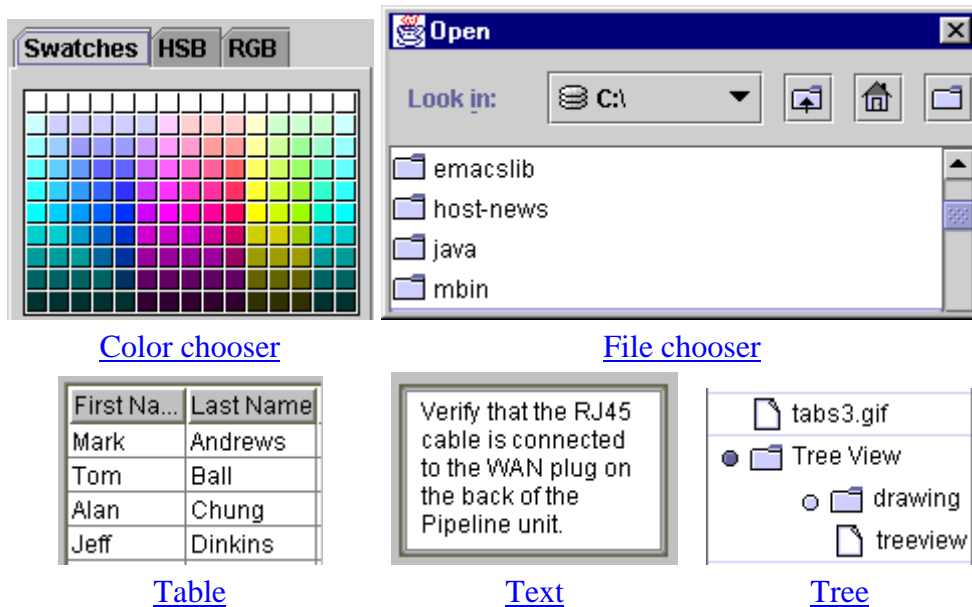 Swatches HSB RGB
Open
Look in: C:\
emacslib
host-news
java
mbin
Color chooser
File chooser
First Na... Last Name
Mark Andrews
Tom Ball
Alan Chung
Jeff Dinkins
Table
Verify that the RJ45
cable is connected
to the WAN plug on
the back of the
Pipeline unit.
Text
tabs3.gif
Tree View
drawing
treeview
Tree